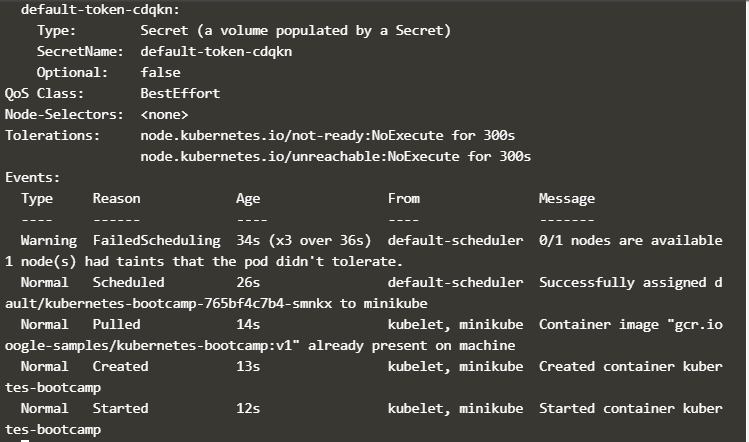 default-token-cdqkn:
    Type:        Secret (a volume populated by a Secret)
    SecretName:  default-token-cdqkn
    Optional:    false
QoS Class:       BestEffort
Node-Selectors:  <none>
Tolerations:     node.kubernetes.io/not-ready:NoExecute for 300s
                 node.kubernetes.io/unreachable:NoExecute for 300s
Events:
  Type     Reason            Age                From               Message
  ----     ------            ----               ----               -------
  Warning  FailedScheduling  34s (x3 over 36s)  default-scheduler  0/1 nodes are available
1 node(s) had taints that the pod didn't tolerate.
  Normal   Scheduled         26s                default-scheduler  Successfully assigned d
ault/kubernetes-bootcamp-765bf4c7b4-smnkx to minikube
  Normal   Pulled            14s                kubelet, minikube  Container image "gcr.io
oogle-samples/kubernetes-bootcamp:v1" already present on machine
  Normal   Created           13s                kubelet, minikube  Created container kuber
tes-bootcamp
  Normal   Started           12s                kubelet, minikube  Started container kuber
tes-bootcamp